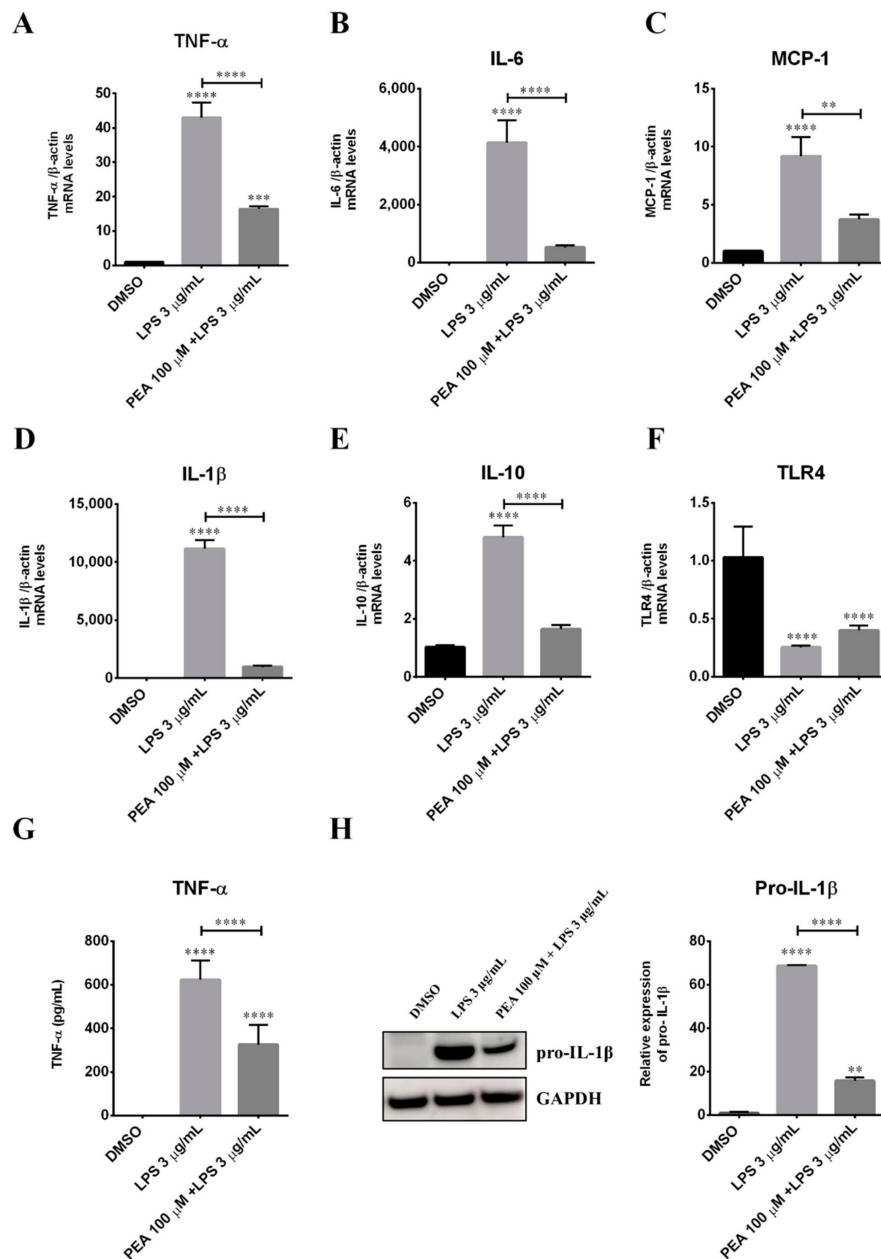 A
TNF-α
TNF-α /β-actin
mRNA levels
50
40
30
20
10
0
****
****
***
DMSO
LPS 3 μg/mL
PEA 100 μM +LPS 3 μg/mL
B
IL-6
IL-6 /β-actin
mRNA levels
6,000
4,000
2,000
0
****
****
DMSO
LPS 3 μg/mL
PEA 100 μM +LPS 3 μg/mL
C
MCP-1
MCP-1 /β-actin
mRNA levels
15
10
5
0
**
****
DMSO
LPS 3 μg/mL
PEA 100 μM +LPS 3 μg/mL
D
IL-1β
IL-1β /β-actin
mRNA levels
15,000
10,000
5,000
0
****
****
DMSO
LPS 3 μg/mL
PEA 100 μM +LPS 3 μg/mL
E
IL-10
IL-10 /β-actin
mRNA levels
6
4
2
0
****
****
DMSO
LPS 3 μg/mL
PEA 100 μM +LPS 3 μg/mL
F
TLR4
TLR4 /β-actin
mRNA levels
1.5
1.0
0.5
0.0
****
****
DMSO
LPS 3 μg/mL
PEA 100 μM +LPS 3 μg/mL
G
TNF-α
TNF-α (pg/mL)
800
600
400
200
0
****
****
****
DMSO
LPS 3 μg/mL
PEA 100 μM +LPS 3 μg/mL
H
DMSO
LPS 3 μg/mL
PEA 100 μM + LPS 3 μg/mL
pro-IL-1β
GAPDH
Pro-IL-1β
Relative expression
of pro- IL-1β
80
60
40
20
0
****
****
**
DMSO
LPS 3 μg/mL
PEA 100 μM +LPS 3 μg/mL